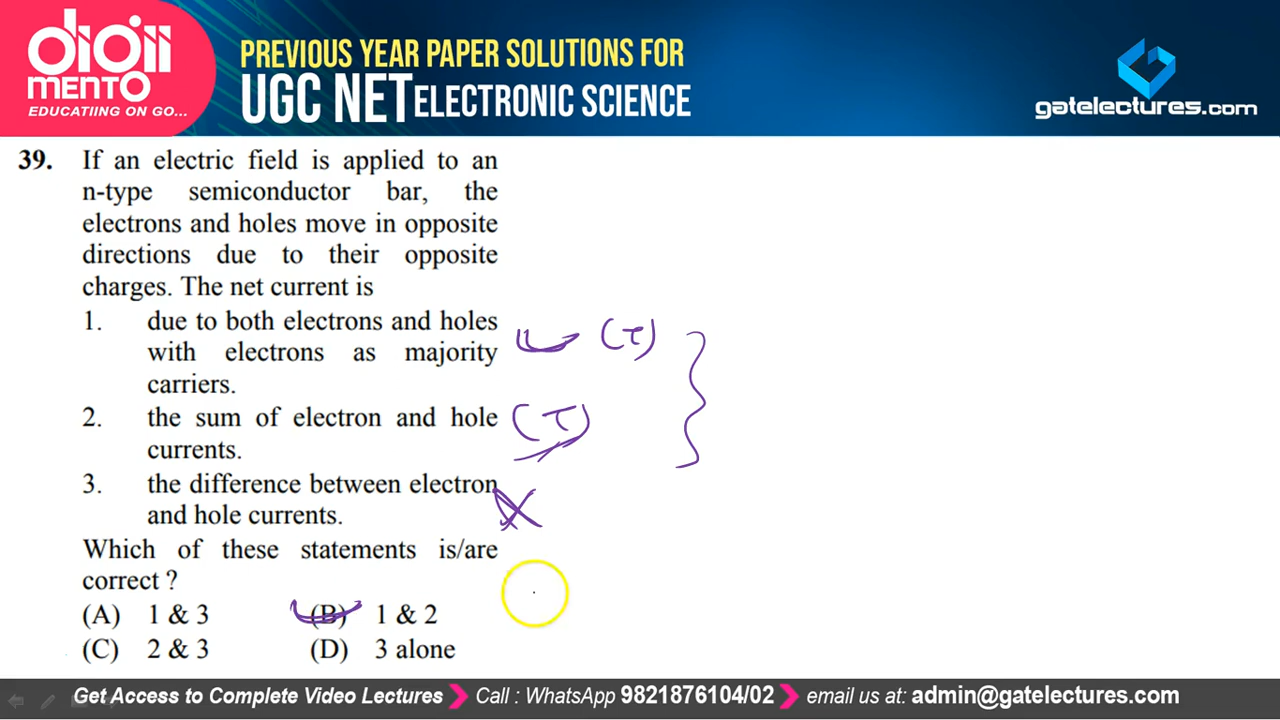 dioii
mento
EDUCATIING ON GO...
PREVIOUS YEAR PAPER SOLUTIONS FOR
UGC NET ELECTRONIC SCIENCE
gatelectures.com
39. If an electric field is applied to an
n-type semiconductor bar, the
electrons and holes move in opposite
directions due to their opposite
charges. The net current is
1. due to both electrons and holes
with electrons as majority
carriers.
(T)
2. the sum of electron and hole
currents.
(T)
3. the difference between electron
and hole currents.
Which of these statements is/are
correct ?
(A) 1 & 3 (B) 1 & 2
(C) 2 & 3 (D) 3 alone
Get Access to Complete Video Lectures Call : WhatsApp 9821876104/02 email us at: admin@gatelectures.com